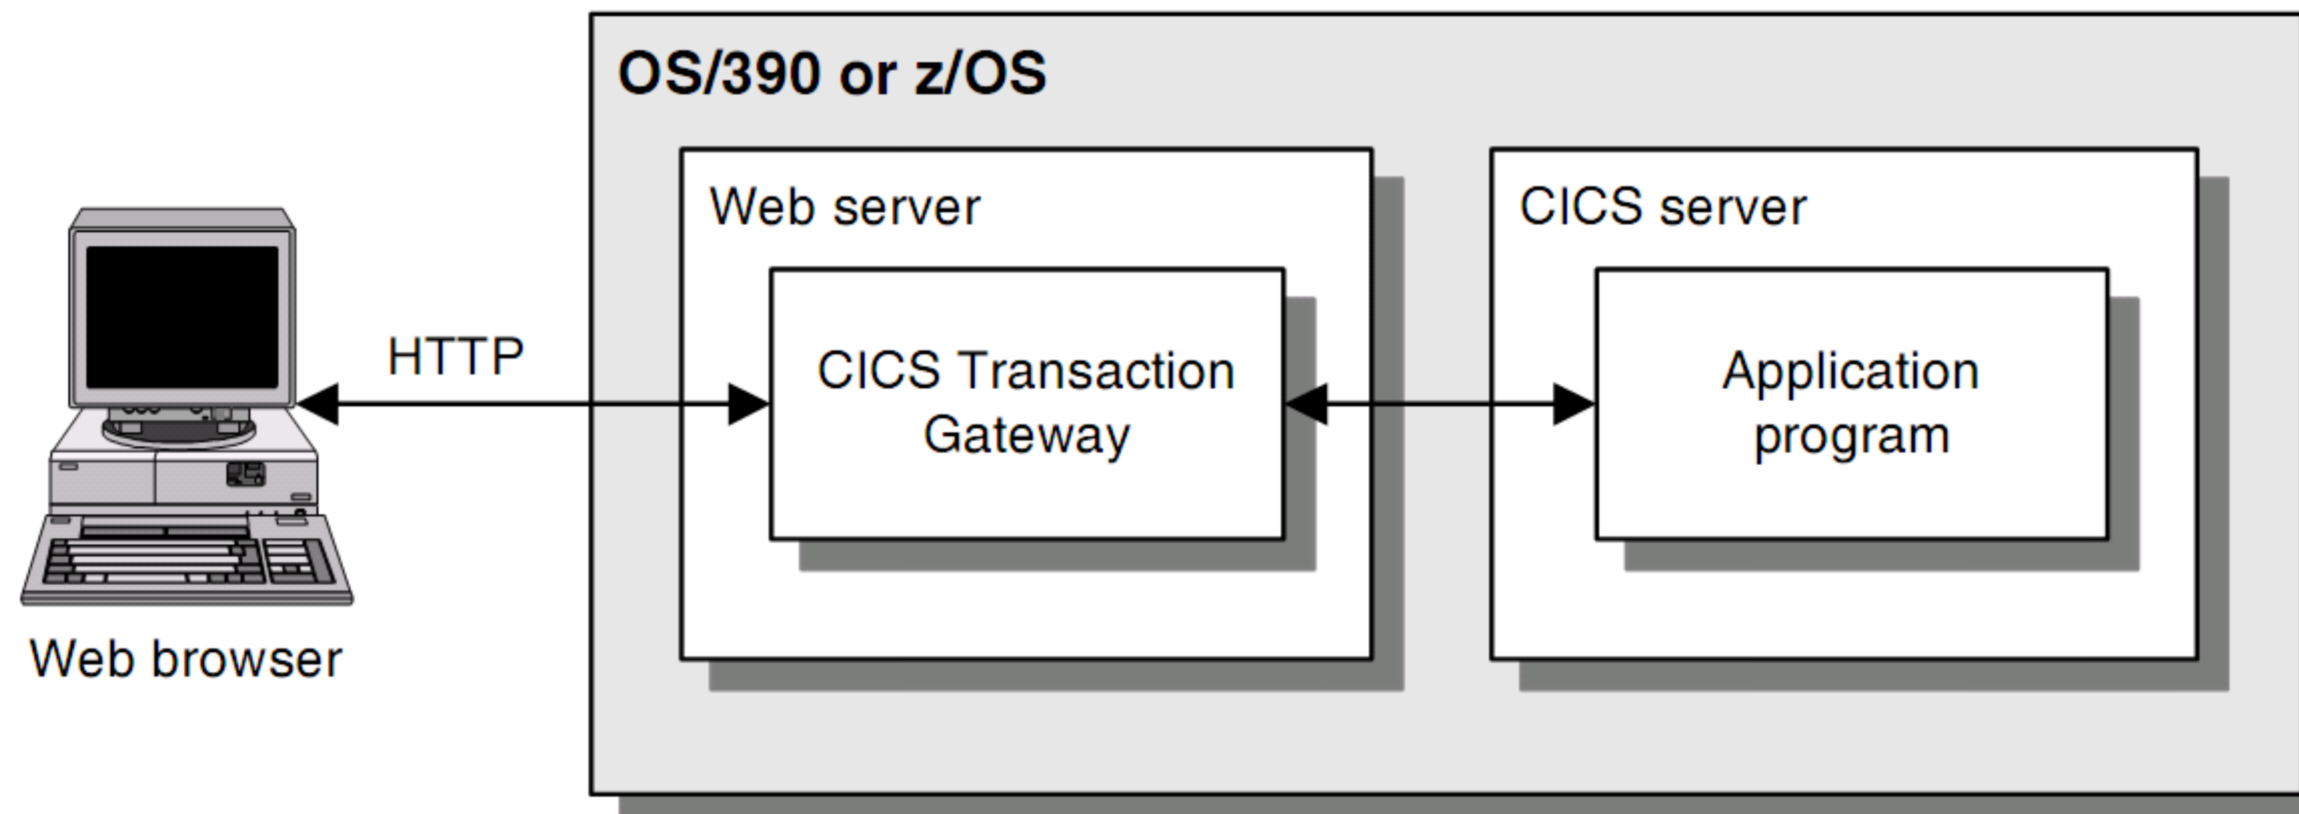 OS/390 or z/OS
Web server
CICS server
HTTP
CICS Transaction
Gateway
Application
program
Web browser